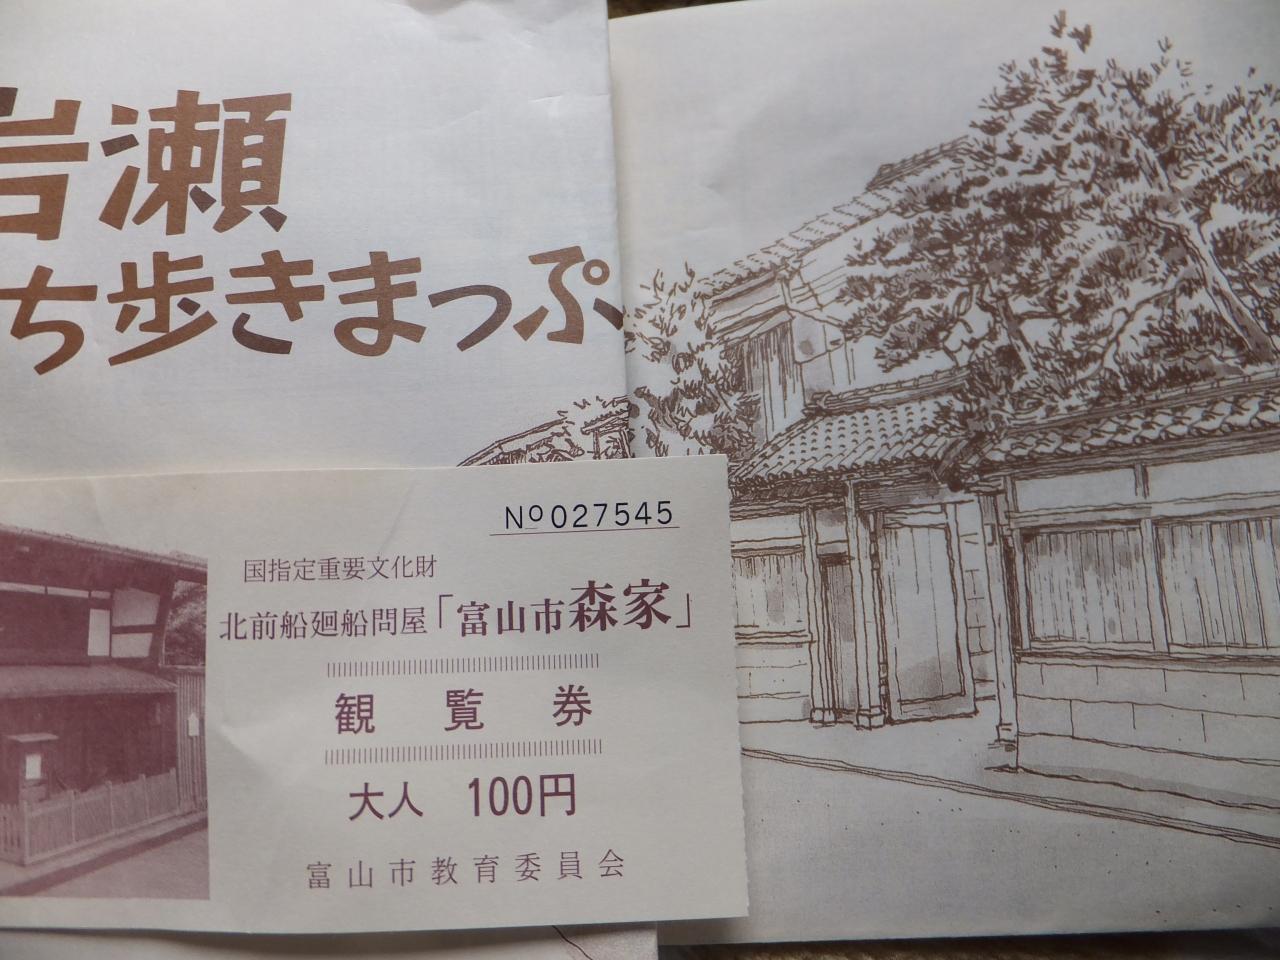 岩瀬
ち歩きまっぷ
No 027545
国指定重要文化財
北前船廻船問屋「富山市森家」
観覧券
大人 100円
富山市教育委員会